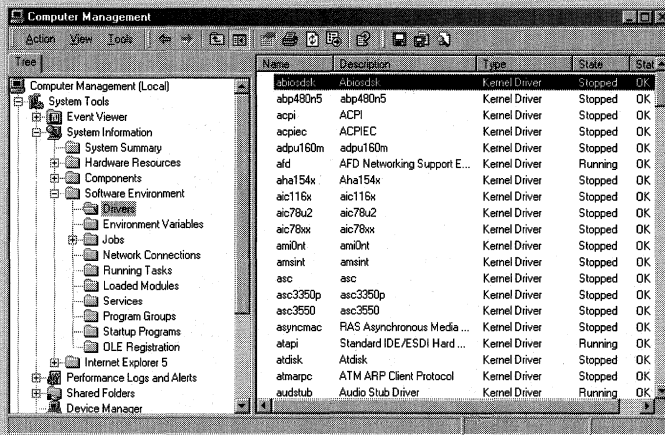 Computer Management
Action View Tools
Tree
Computer Management (Local)
System Tools
Event Viewer
System Information
System Summary
Hardware Resources
Components
Software Environment
Drivers
Environment Variables
Jobs
Network Connections
Running Tasks
Loaded Modules
Services
Program Groups
Startup Programs
OLE Registration
Internet Explorer 5
Performance Logs and Alerts
Shared Folders
Device Manager
Name Description Type State Stat
abiosdsk Abiosdsk Kernel Driver Stopped OK
abp480n5 abp480n5 Kernel Driver Stopped OK
acpi ACPI Kernel Driver Stopped OK
acpiec ACPIEC Kernel Driver Stopped OK
adpu160m adpu160m Kernel Driver Stopped OK
afd AFD Networking Support E... Kernel Driver Running OK
aha154x Aha154x Kernel Driver Stopped OK
aic116x aic116x Kernel Driver Stopped OK
aic78u2 aic78u2 Kernel Driver Stopped OK
aic78xx aic78xx Kernel Driver Stopped OK
ami0nt ami0nt Kernel Driver Stopped OK
amsint amsint Kernel Driver Stopped OK
asc asc Kernel Driver Stopped OK
asc3350p asc3350p Kernel Driver Stopped OK
asc3550 asc3550 Kernel Driver Stopped OK
asyncmac RAS Asynchronous Media ... Kernel Driver Stopped OK
atapi Standard IDE/ESDI Hard ... Kernel Driver Running OK
atdisk Atdisk Kernel Driver Stopped OK
atmarpc ATM ARP Client Protocol Kernel Driver Stopped OK
audstub Audio Stub Driver Kernel Driver Running OK